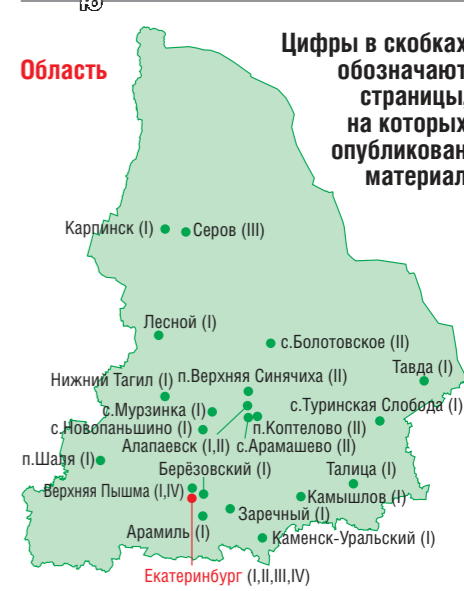 Ю
Область
Цифры в скобках
обозначают
страницы,
на которых
опубликован
материал
Карпинск (I)
Серов (III)
Лесной (I)
с.Болотовское (II)
Тавда (I)
Нижний Тагил (I)
п.Верхняя Синячиха (II)
с.Мурзинка (I)
с.Туринская Слобода (I)
с.Новопаньшино (I)
п.Коптелово (II)
Алапаевск (I,II)
с.Арамашево (II)
п.Шаля (I)
Берёзовский (I)
Талица (I)
Верхняя Пышма (I,IV)
Камышлов (I)
Заречный (I)
Арамиль (I)
Каменск-Уральский (I)
Екатеринбург (I,II,III,IV)